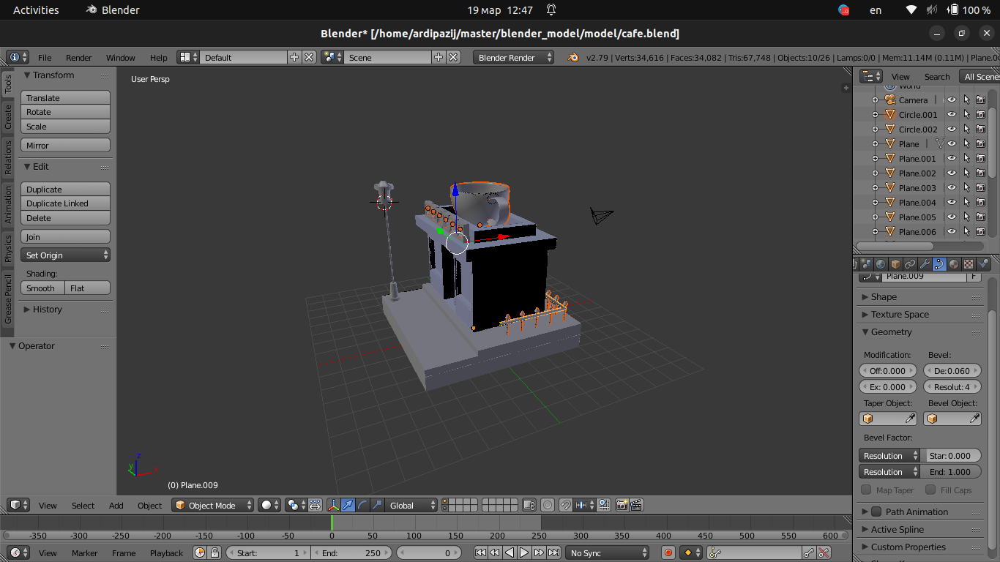 Activities Blender 19 мар 12:47 en 100 %
Blender* [/home/ardipazij/master/blender_model/model/cafe.blend]
File Render Window Help Default Scene Blender Render v2.79 | Verts:34,616 | Faces:34,082 | Tris:67,748 | Objects:10/26 | Lamps:0/0 | Mem:11.14M (0.11M) | Plane.0
Tools
Create
Relations
Animation
Physics
Grease Pencil
Transform
Translate
Rotate
Scale
Mirror
Edit
Duplicate
Duplicate Linked
Delete
Join
Set Origin
Shading:
Smooth Flat
History
Operator
User Persp
z
y
x
(0) Plane.009
View Search All Scenes
World
Camera
Circle.001
Circle.002
Plane
Plane.001
Plane.002
Plane.003
Plane.004
Plane.005
Plane.006
Plane.009 F
Shape
Texture Space
Geometry
Modification: Bevel:
Off:0.000 De:0.060
Ex: 0.000 Resolut: 4
Taper Object: Bevel Object:
Bevel Factor:
Resolution Star: 0.000
Resolution End: 1.000
Map Taper Fill Caps
Path Animation
Active Spline
Custom Properties
View Select Add Object Object Mode Global
-350 -300 -250 -200 -150 -100 -50 0 50 100 150 200 250 300 350 400 450 500 550 600
View Marker Frame Playback Start: 1 End: 250 0 No Sync